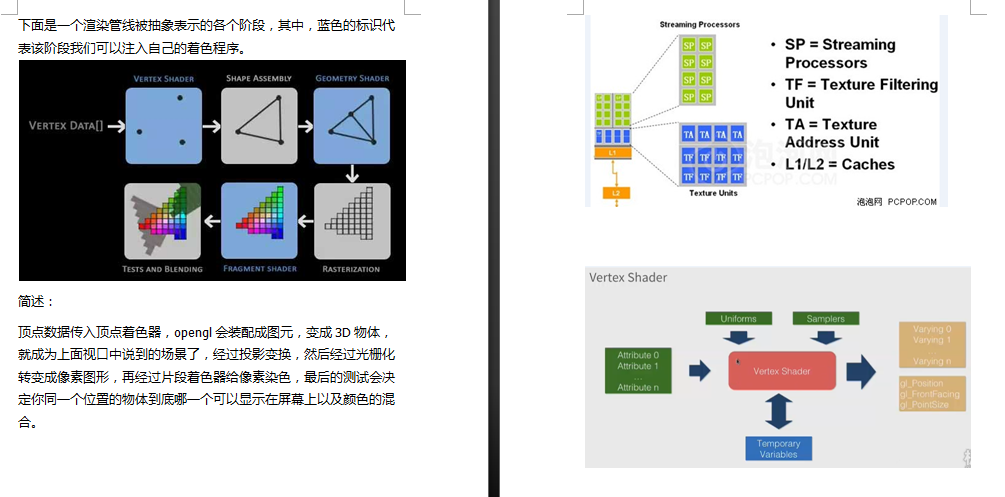 下面是一个渲染管线被抽象表示的各个阶段，其中，蓝色的标识代
表该阶段我们可以注入自己的着色程序。
VERTEX SHADER
SHAPE ASSEMBLY
GEOMETRY SHADER
VERTEX DATA[]
TESTS AND BLENDING
FRAGMENT SHADER
RASTERIZATION
简述：
顶点数据传入顶点着色器，opengl 会装配成图元，变成 3D 物体，
就成为上面视口中说到的场景了，经过投影变换，然后经过光栅化
转变成像素图形，再经过片段着色器给像素染色，最后的测试会决
定你同一个位置的物体到底哪一个可以显示在屏幕上以及颜色的混
合。
Streaming Processors
SP SP
SP SP
SP SP
SP SP
L1
L2
TA TA TA TA
TF TF TF TF
TF TF TF TF
Texture Units
• SP = Streaming
Processors
• TF = Texture Filtering
Unit
• TA = Texture
Address Unit
• L1/L2 = Caches
泡泡网 PCPOP.COM
Vertex Shader
Uniforms
Samplers
Attribute 0
Attribute 1
...
Attribute n
Vertex Shader
Varying 0
Varying 1
...
Varying n
gl_Position
gl_FrontFacing
gl_PointSize
Temporary
Variables